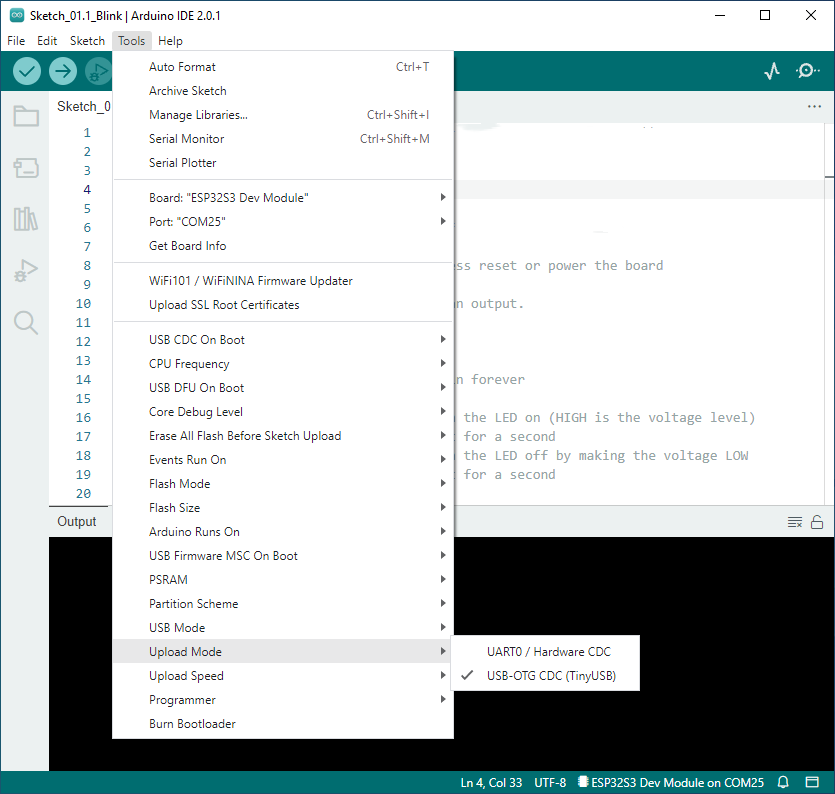 Sketch_01.1_Blink | Arduino IDE 2.0.1
File Edit Sketch Tools Help
Sketch_0
Auto Format Ctrl+T
Archive Sketch
Manage Libraries... Ctrl+Shift+I
Serial Monitor Ctrl+Shift+M
Serial Plotter
Board: "ESP32S3 Dev Module"
Port: "COM25"
Get Board Info
WiFi101 / WiFiNINA Firmware Updater
Upload SSL Root Certificates
USB CDC On Boot
CPU Frequency
USB DFU On Boot
Core Debug Level
Erase All Flash Before Sketch Upload
Events Run On
Flash Mode
Flash Size
Arduino Runs On
USB Firmware MSC On Boot
PSRAM
Partition Scheme
USB Mode
Upload Mode
Upload Speed
Programmer
Burn Bootloader
UART0 / Hardware CDC
USB-OTG CDC (TinyUSB)
1
2
3
4
5
6
7
8 ss reset or power the board
9
10 n output.
11
12
13
14 n forever
15
16 the LED on (HIGH is the voltage level)
17 for a second
18 the LED off by making the voltage LOW
19 for a second
20
Output
Ln 4, Col 33 UTF-8 ESP32S3 Dev Module on COM25